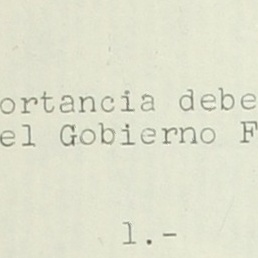 ortancia debe
el Gobierno F
1.-